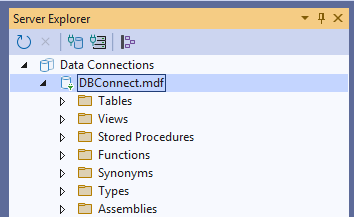 Server Explorer
Data Connections
DBConnect.mdf
Tables
Views
Stored Procedures
Functions
Synonyms
Types
Assemblies